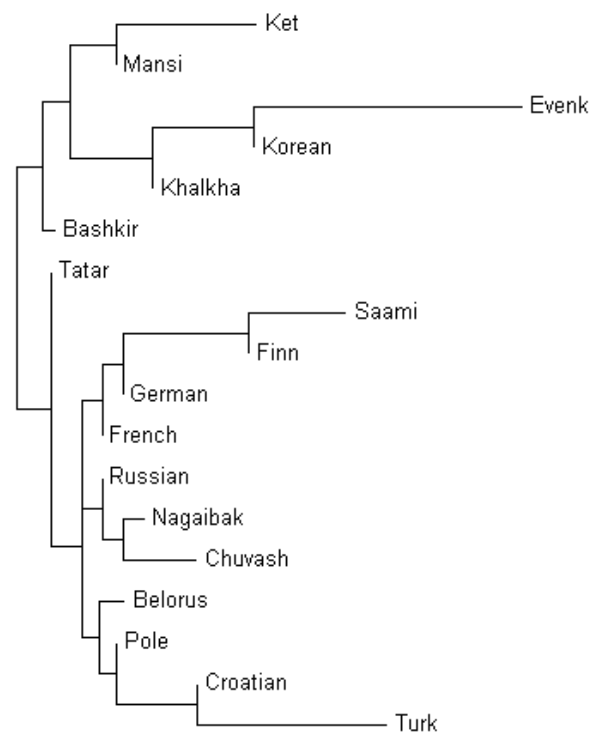 Ket
Mansi
Evenk
Korean
Khalkha
Bashkir
Tatar
Saami
Finn
German
French
Russian
Nagaibak
Chuvash
Belorus
Pole
Croatian
Turk